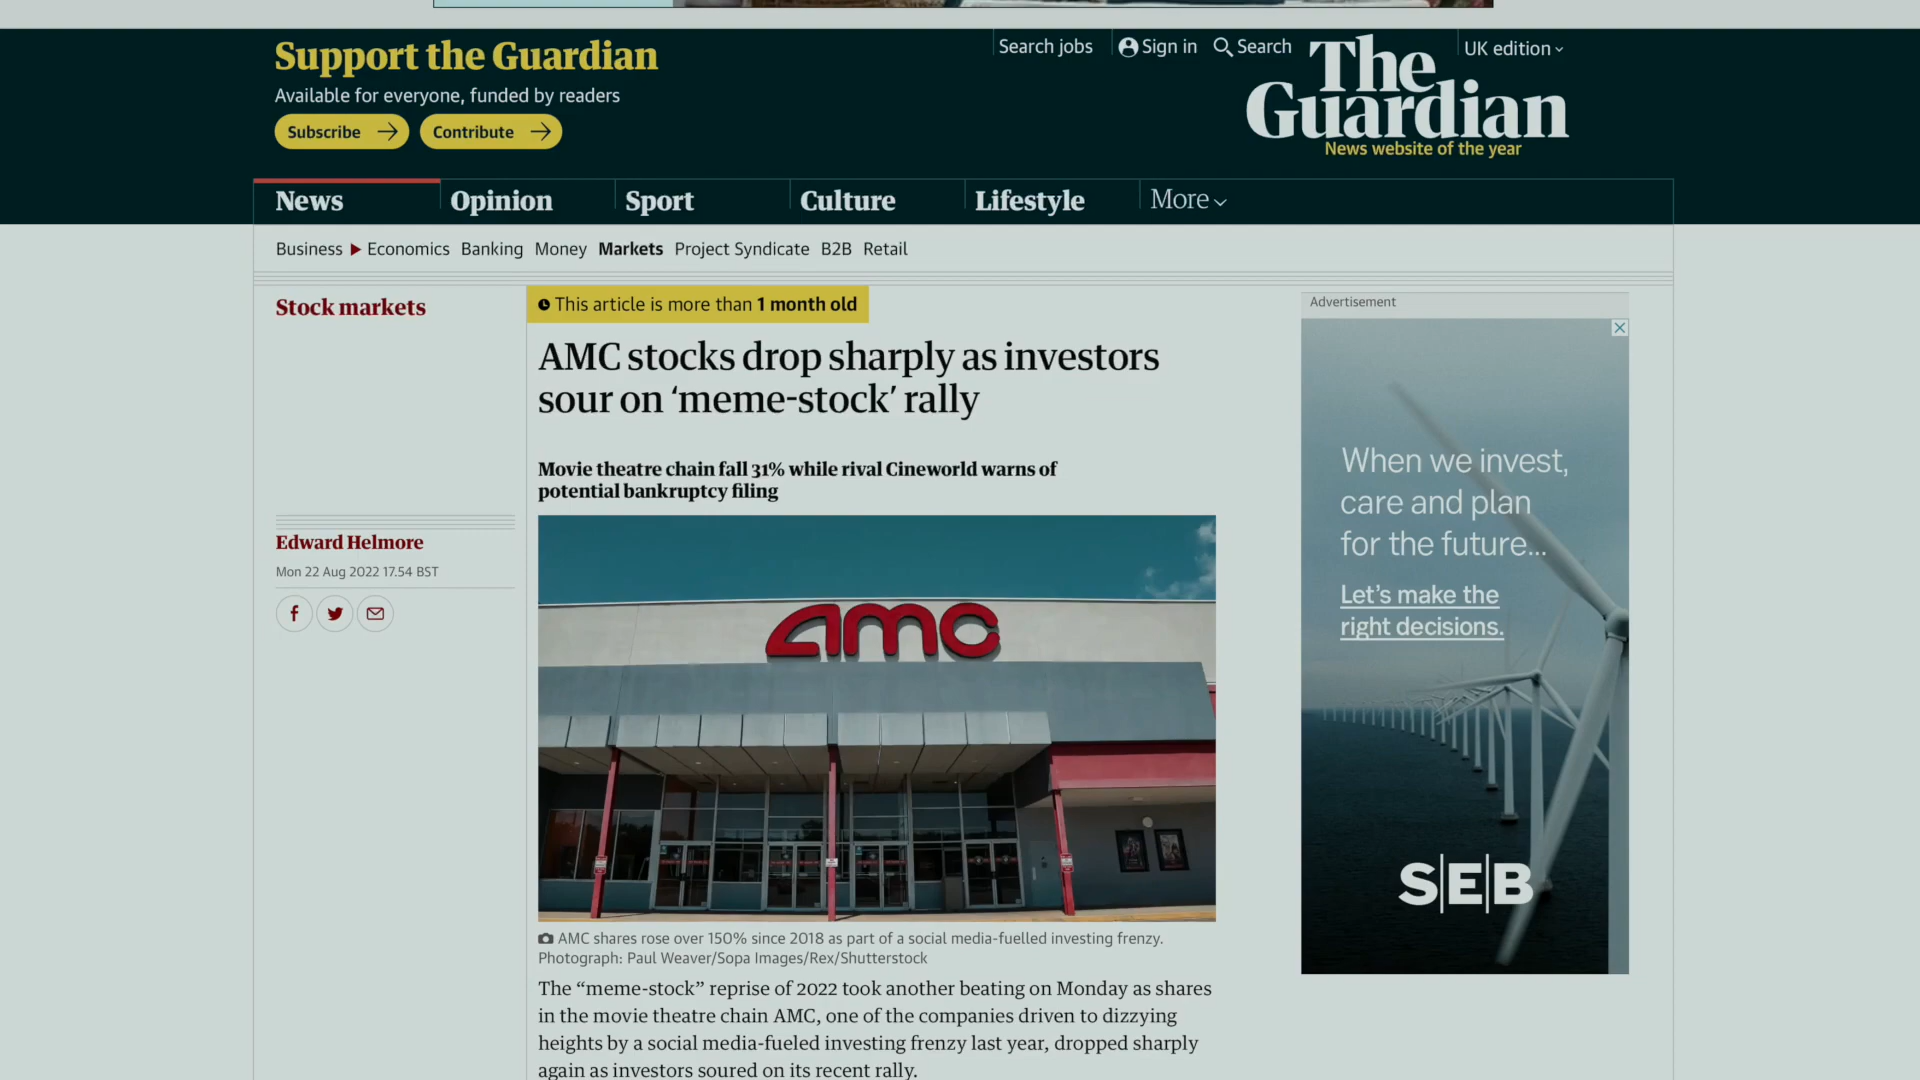 Support the Guardian
Available for everyone, funded by readers
Subscribe
Contribute
Search jobs
Sign in
Search
UK edition
The
Guardian
News website of the year
News
Opinion
Sport
Culture
Lifestyle
More
Business
Economics
Banking
Money
Markets
Project Syndicate
B2B
Retail
Stock markets
This article is more than 1 month old
AMC stocks drop sharply as investors
sour on ‘meme-stock’ rally
Movie theatre chain fall 31% while rival Cineworld warns of
potential bankruptcy filing
Edward Helmore
Mon 22 Aug 2022 17.54 BST
amc
AMC shares rose over 150% since 2018 as part of a social media-fuelled investing frenzy.
Photograph: Paul Weaver/Sopa Images/Rex/Shutterstock
The “meme-stock” reprise of 2022 took another beating on Monday as shares
in the movie theatre chain AMC, one of the companies driven to dizzying
heights by a social media-fueled investing frenzy last year, dropped sharply
again as investors soured on its recent rally.
Advertisement
When we invest,
care and plan
for the future...
Let’s make the
right decisions.
S|E|B